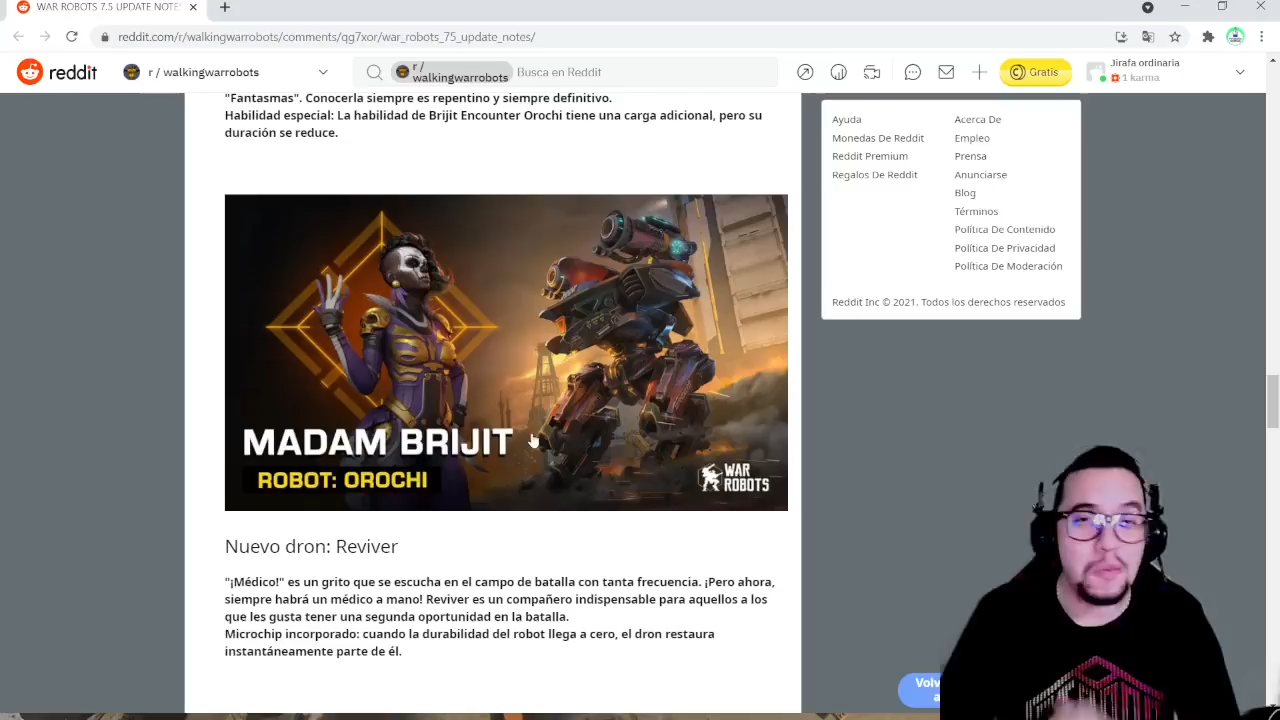 WAR ROBOTS 7.5 UPDATE NOTE
reddit.com/r/walkingwarrobots/comments/qg7xor/war_robots_75_update_notes/
reddit
r / walkingwarrobots
r /
walkingwarrobots
Busca en Reddit
Gratis
Jirafa ordinaria
1 karma
"Fantasmas". Conocerla siempre es repentino y siempre definitivo.
Habilidad especial: La habilidad de Brijit Encounter Orochi tiene una carga adicional, pero su
duración se reduce.
MADAM BRIJIT
ROBOT: OROCHI
WAR
ROBOTS
Nuevo dron: Reviver
"¡Médico!" es un grito que se escucha en el campo de batalla con tanta frecuencia. ¡Pero ahora,
siempre habrá un médico a mano! Reviver es un compañero indispensable para aquellos a los
que les gusta tener una segunda oportunidad en la batalla.
Microchip incorporado: cuando la durabilidad del robot llega a cero, el dron restaura
instantáneamente parte de él.
Ayuda
Acerca De
Monedas De Reddit
Empleo
Reddit Premium
Prensa
Regalos De Reddit
Anunciarse
Blog
Términos
Política De Contenido
Política De Privacidad
Política De Moderación
Reddit Inc © 2021. Todos los derechos reservados